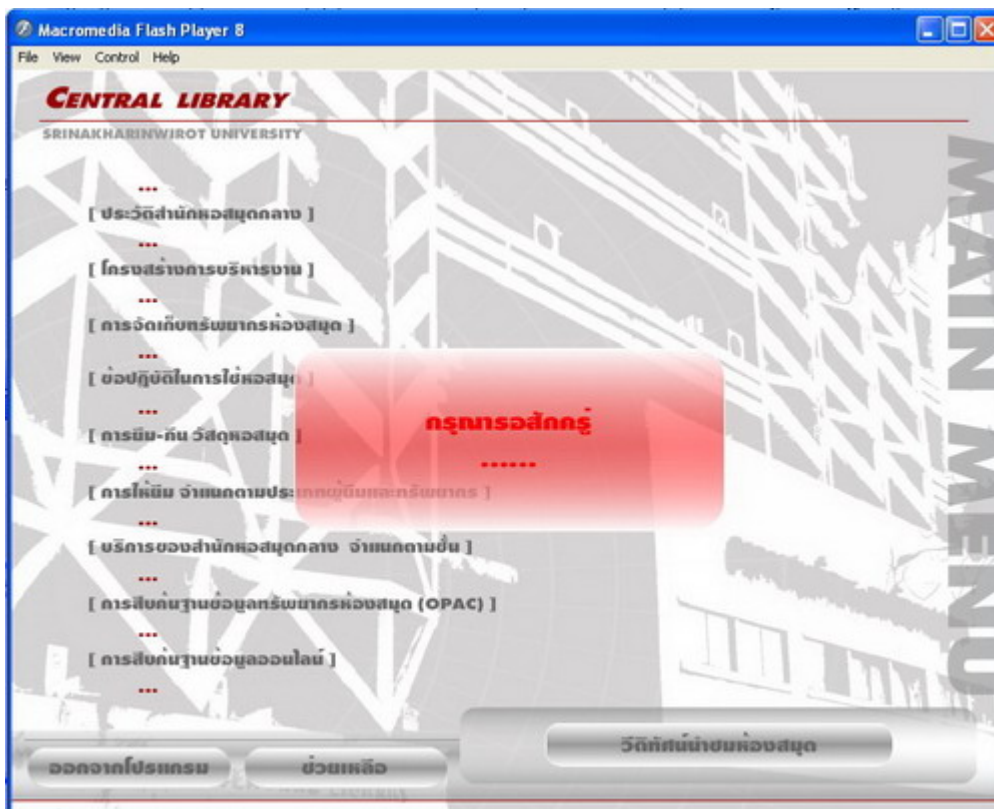 Macromedia Flash Player 8
File View Control Help
CENTRAL LIBRARY
SRINAKHARINWIROT UNIVERSITY
...
[ ประวัติสำนักหอสมุดกลาง ]
...
[ โครงสร้างการบริหารงาน ]
...
[ การจัดเก็บทรัพยากรห้องสมุด ]
...
[ ข้อปฏิบัติในการใช้หอสมุด ]
...
[ การยืม-คืน วัสดุหอสมุด ]
...
[ การให้ยืม จำแนกตามประเภทผู้ยืมและทรัพยากร ]
...
[ บริการของสำนักหอสมุดกลาง จำแนกตามชั้น ]
...
[ การสืบค้นฐานข้อมูลทรัพยากรห้องสมุด (OPAC) ]
...
[ การสืบค้นฐานข้อมูลออนไลน์ ]
...
กรุณารอสักครู่
......
MAIN MENU
วีดิทัศน์นำชมห้องสมุด
ออกจากโปรแกรม
ช่วยเหลือ